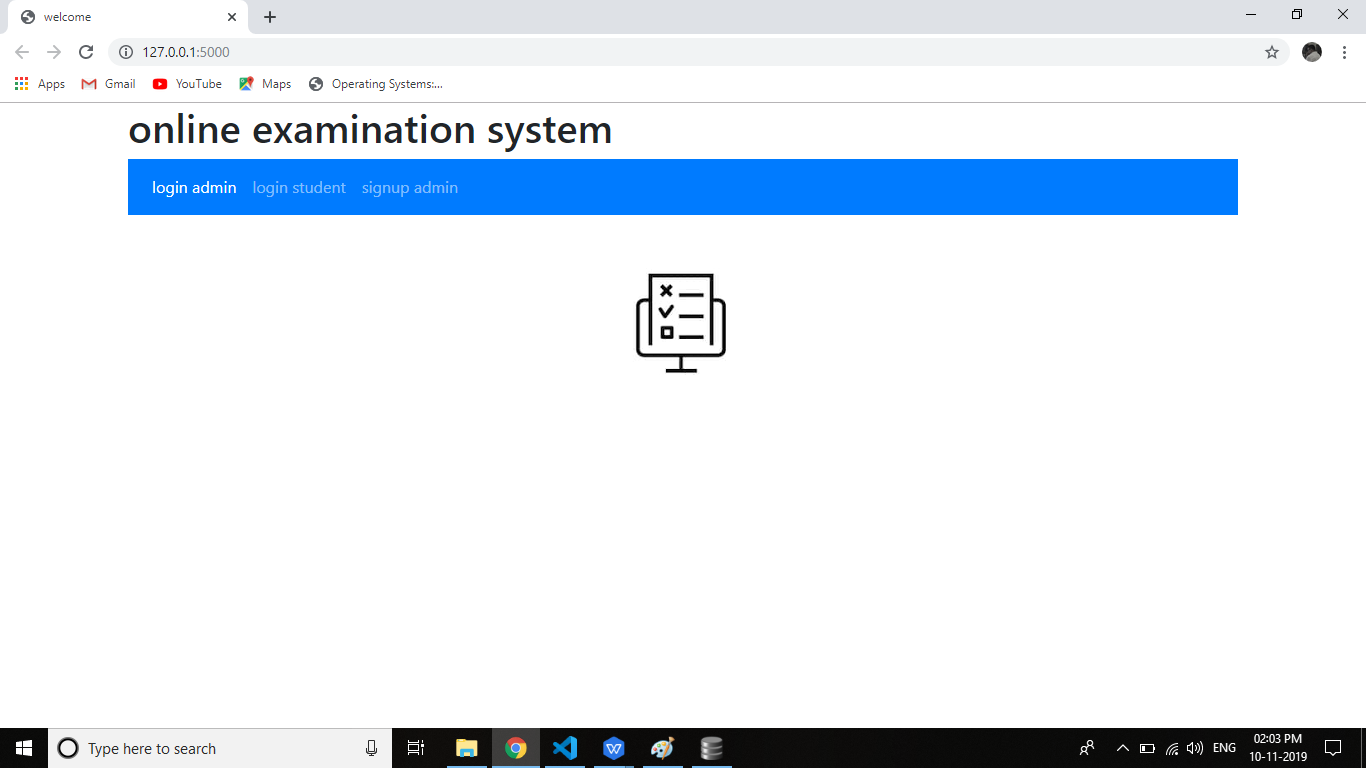 welcome
127.0.0.1:5000
Apps Gmail YouTube Maps Operating Systems:...
online examination system
login admin login student signup admin
Type here to search
ENG
02:03 PM
10-11-2019